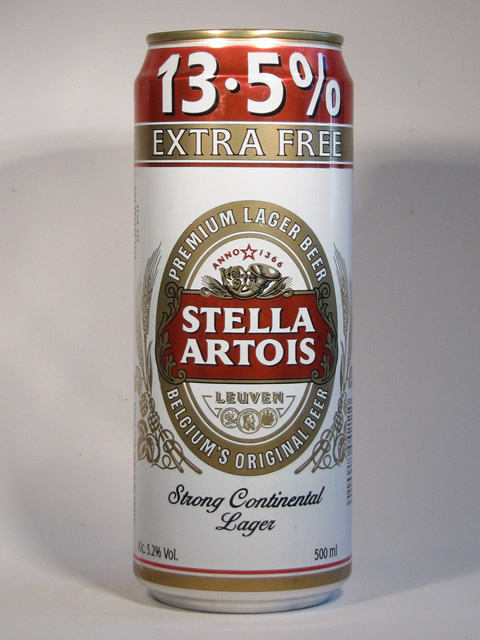 13.5%
EXTRA FREE
PREMIUM LAGER BEER
ANNO 1366
STELLA
ARTOIS
LEUVEN
BELGIUM'S ORIGINAL BEER
Strong Continental
Lager
Alc. 5.2% Vol.
500 ml